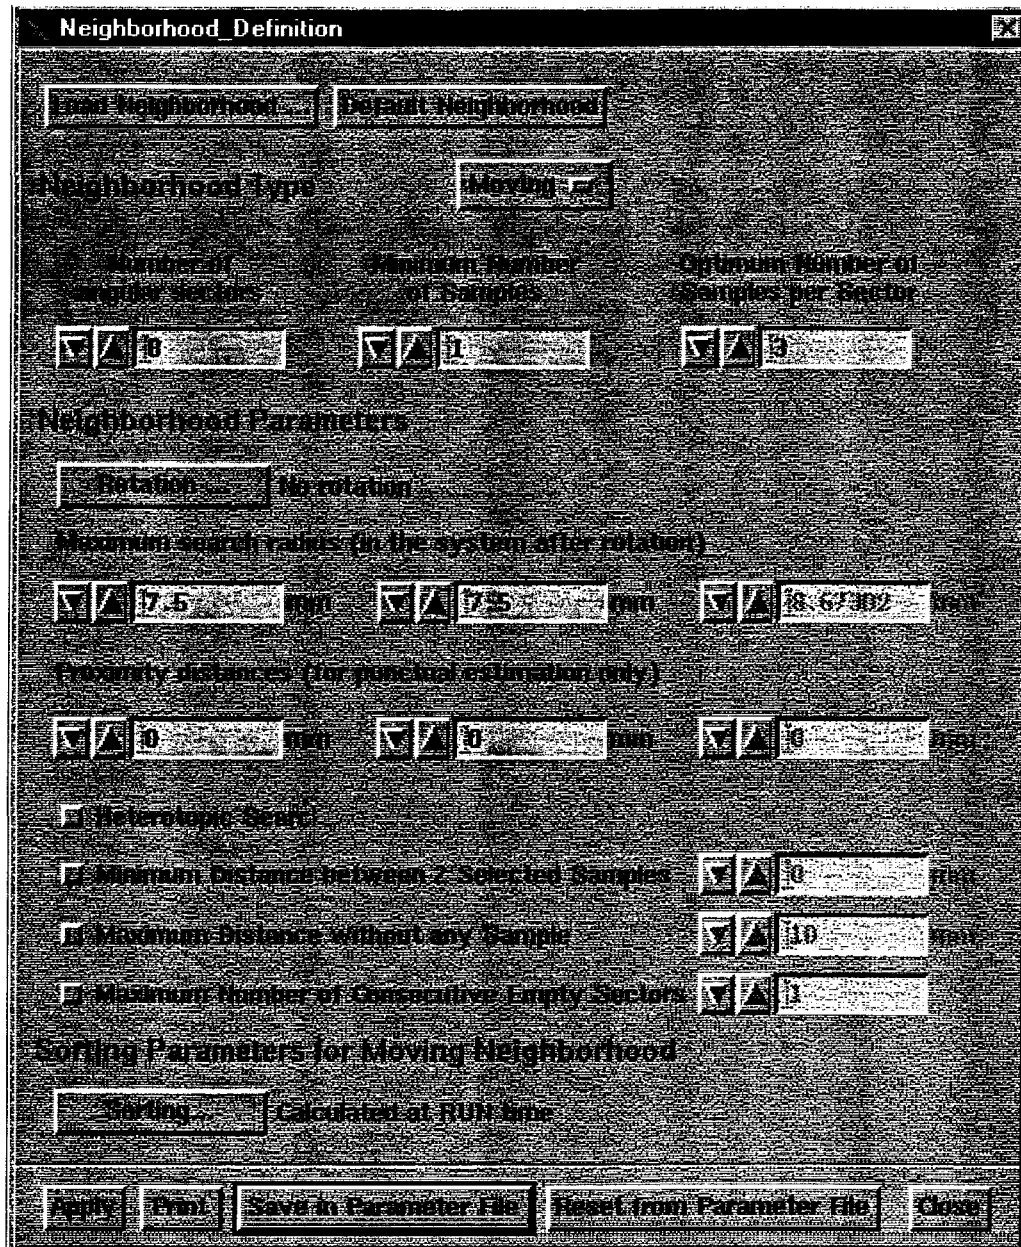 Neighborhood_Definition
Load Neighborhood ... Default Neighborhood
Neighborhood Type Moving
Number of Minimum Number Optimum Number of
angular sectors of Samples Samples per Sector
8 1 3
Neighborhood Parameters
Rotation ... No rotation
Maximum search radius (in the system after rotation)
7.5 mm 7.5 mm mm
Proximity distances (for punctual estimation only)
0 mm 0 mm 0 mm
Heterotopic Search
Minimum Distance between 2 Selected Samples 0 mm
Maximum Distance without any Sample 10 mm
Maximum Number of Consecutive Empty Sectors 1
Sorting Parameters for Moving Neighborhood
Sorting... Calculated at RUN time
Apply Print Save in Parameter File Reset from Parameter File Close